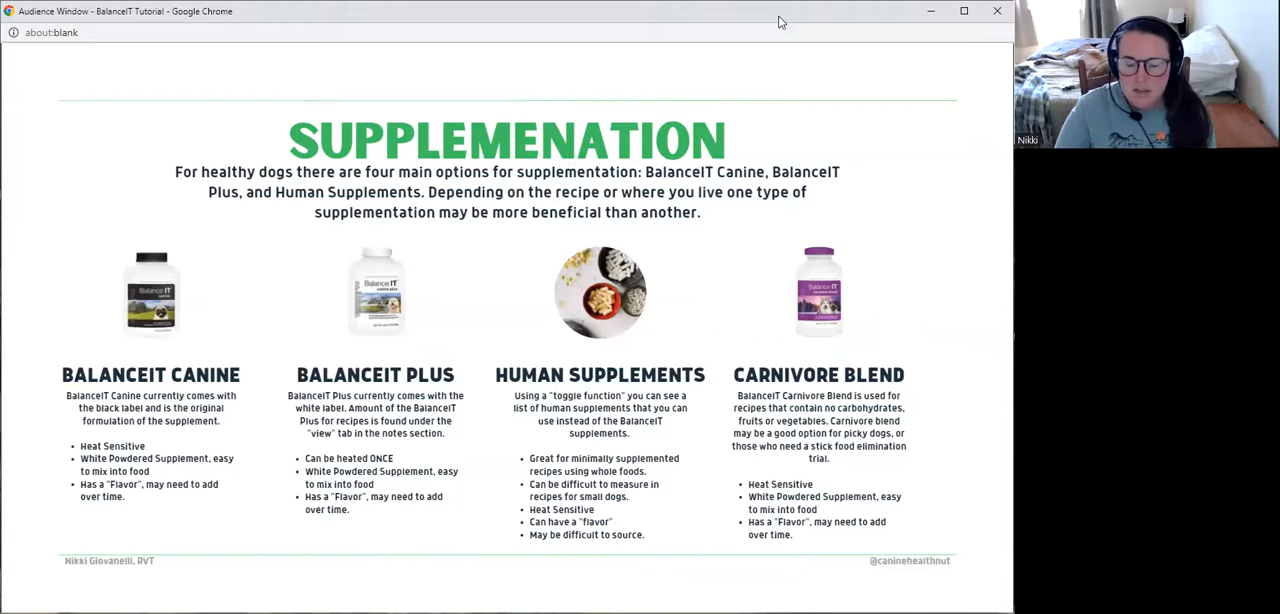 Audience Window - BalanceIT Tutorial - Google Chrome
about:blank
SUPPLEMENATION
For healthy dogs there are four main options for supplementation: BalanceIT Canine, BalanceIT
Plus, and Human Supplements. Depending on the recipe or where you live one type of
supplementation may be more beneficial than another.
Balance IT
canine
Balance IT
canine plus
Balance IT
carnivore blend
BALANCEIT CANINE
BalanceIT Canine currently comes with
the black label and is the original
formulation of the supplement.
• Heat Sensitive
• White Powdered Supplement, easy
to mix into food
• Has a "Flavor", may need to add
over time.
BALANCEIT PLUS
BalanceIT Plus currently comes with the
white label. Amount of the BalanceIT
Plus for recipes is found under the
"view" tab in the notes section.
• Can be heated ONCE
• White Powdered Supplement, easy
to mix into food
• Has a "Flavor", may need to add
over time.
HUMAN SUPPLEMENTS
Using a "toggle function" you can see a
list of human supplements that you can
use instead of the BalanceIT
supplements.
• Great for minimally supplemented
recipes using whole foods.
• Can be difficult to measure in
recipes for small dogs.
• Heat Sensitive
• Can have a "flavor"
• May be difficult to source.
CARNIVORE BLEND
BalanceIT Carnivore Blend is used for
recipes that contain no carbohydrates,
fruits or vegetables. Carnivore blend
may be a good option for picky dogs, or
those who need a stick food elimination
trial.
• Heat Sensitive
• White Powdered Supplement, easy
to mix into food
• Has a "Flavor", may need to add
over time.
Nikki Giovanelli, RVT
@caninehealthnut
Nikki